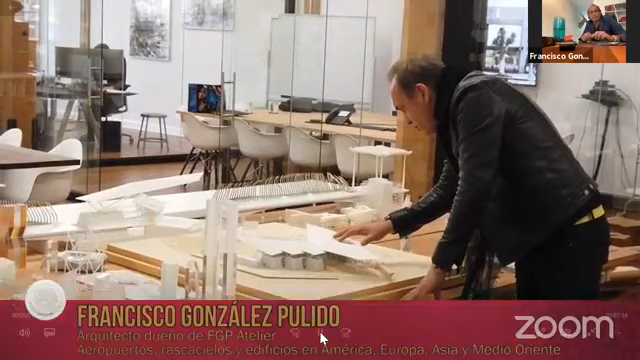 Francisco Gon...
FRANCISCO GONZÁLEZ PULIDO
Arquitecto dueño de FGP Atelier
Aeropuertos, rascacielos y edificios en América, Europa, Asia y Medio Oriente
zoom